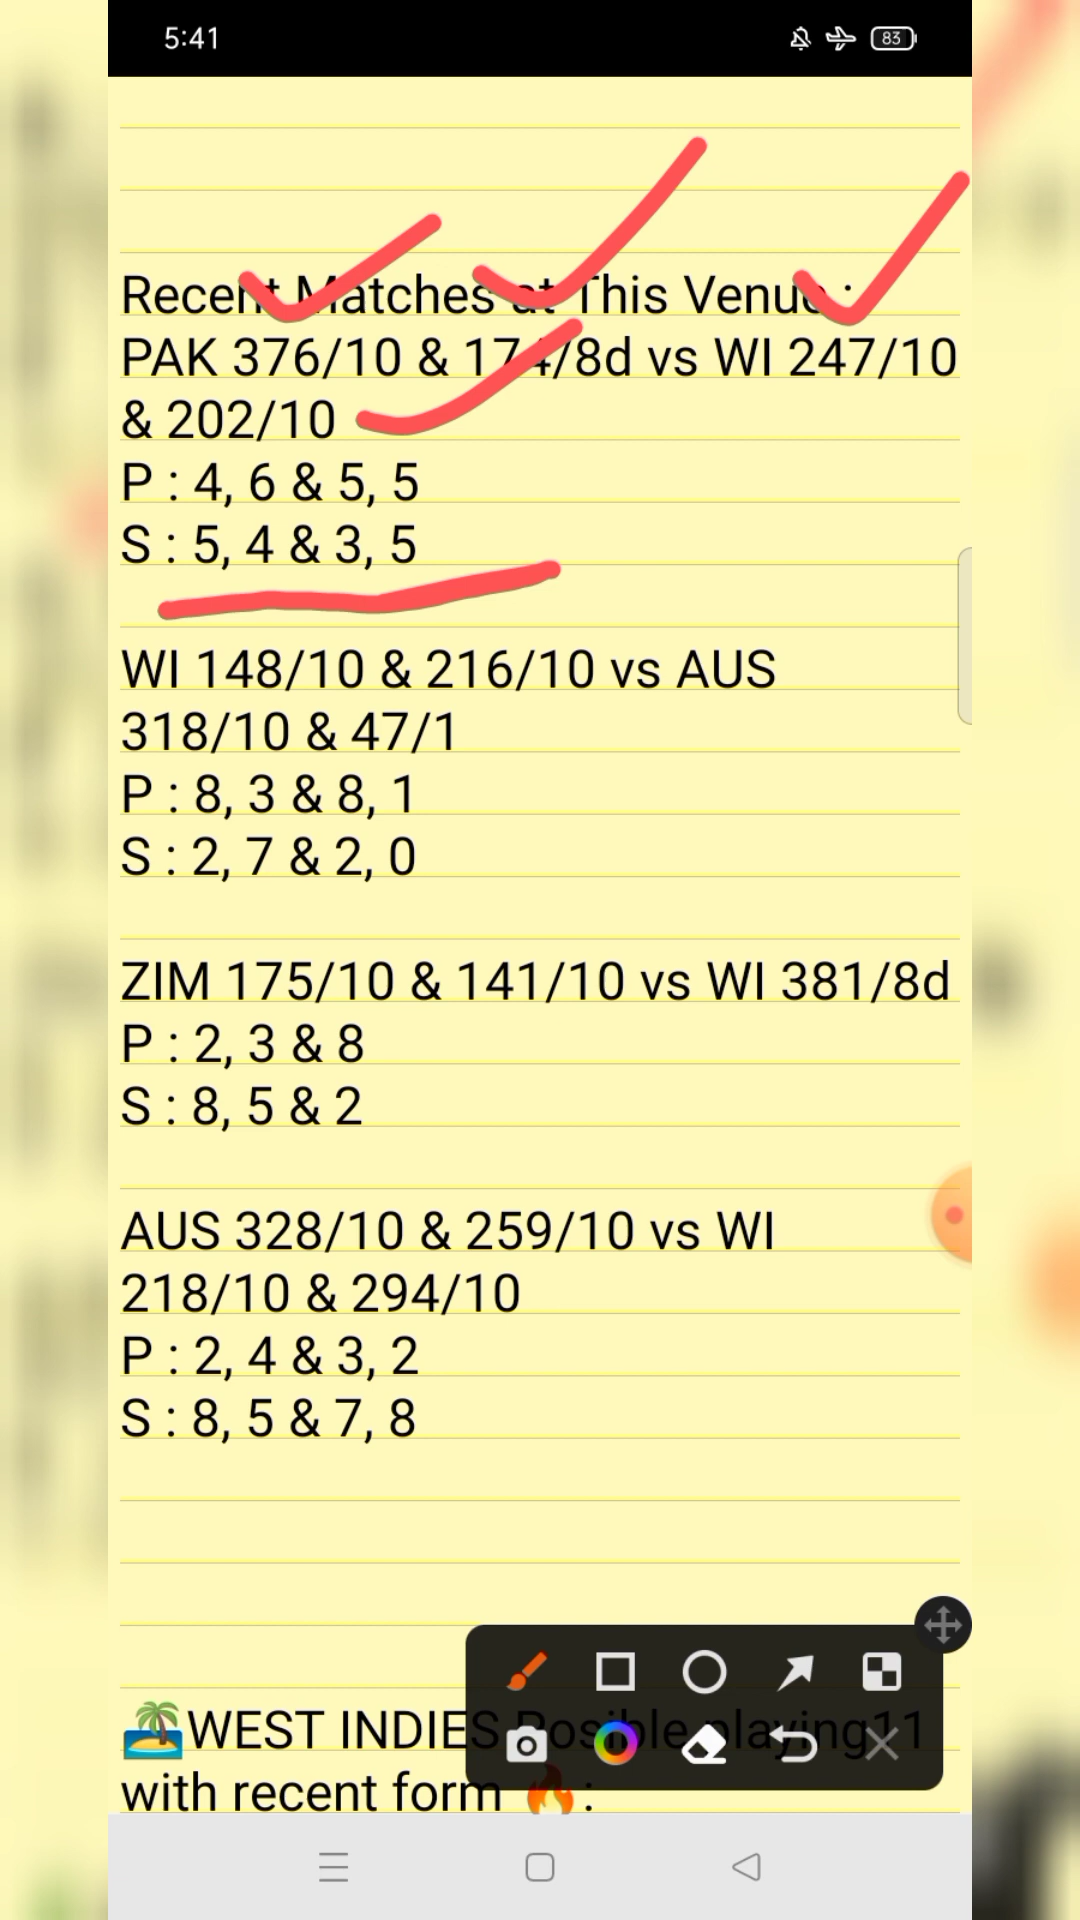 5:41
83
Recent Matches at This Venue :
PAK 376/10 & 174/8d vs WI 247/10
& 202/10
P : 4, 6 & 5, 5
S : 5, 4 & 3, 5
WI 148/10 & 216/10 vs AUS
318/10 & 47/1
P : 8, 3 & 8, 1
S : 2, 7 & 2, 0
ZIM 175/10 & 141/10 vs WI 381/8d
P : 2, 3 & 8
S : 8, 5 & 2
AUS 328/10 & 259/10 vs WI
218/10 & 294/10
P : 2, 4 & 3, 2
S : 8, 5 & 7, 8
🏝️WEST INDIES Posible playing11
with recent form 🔥: